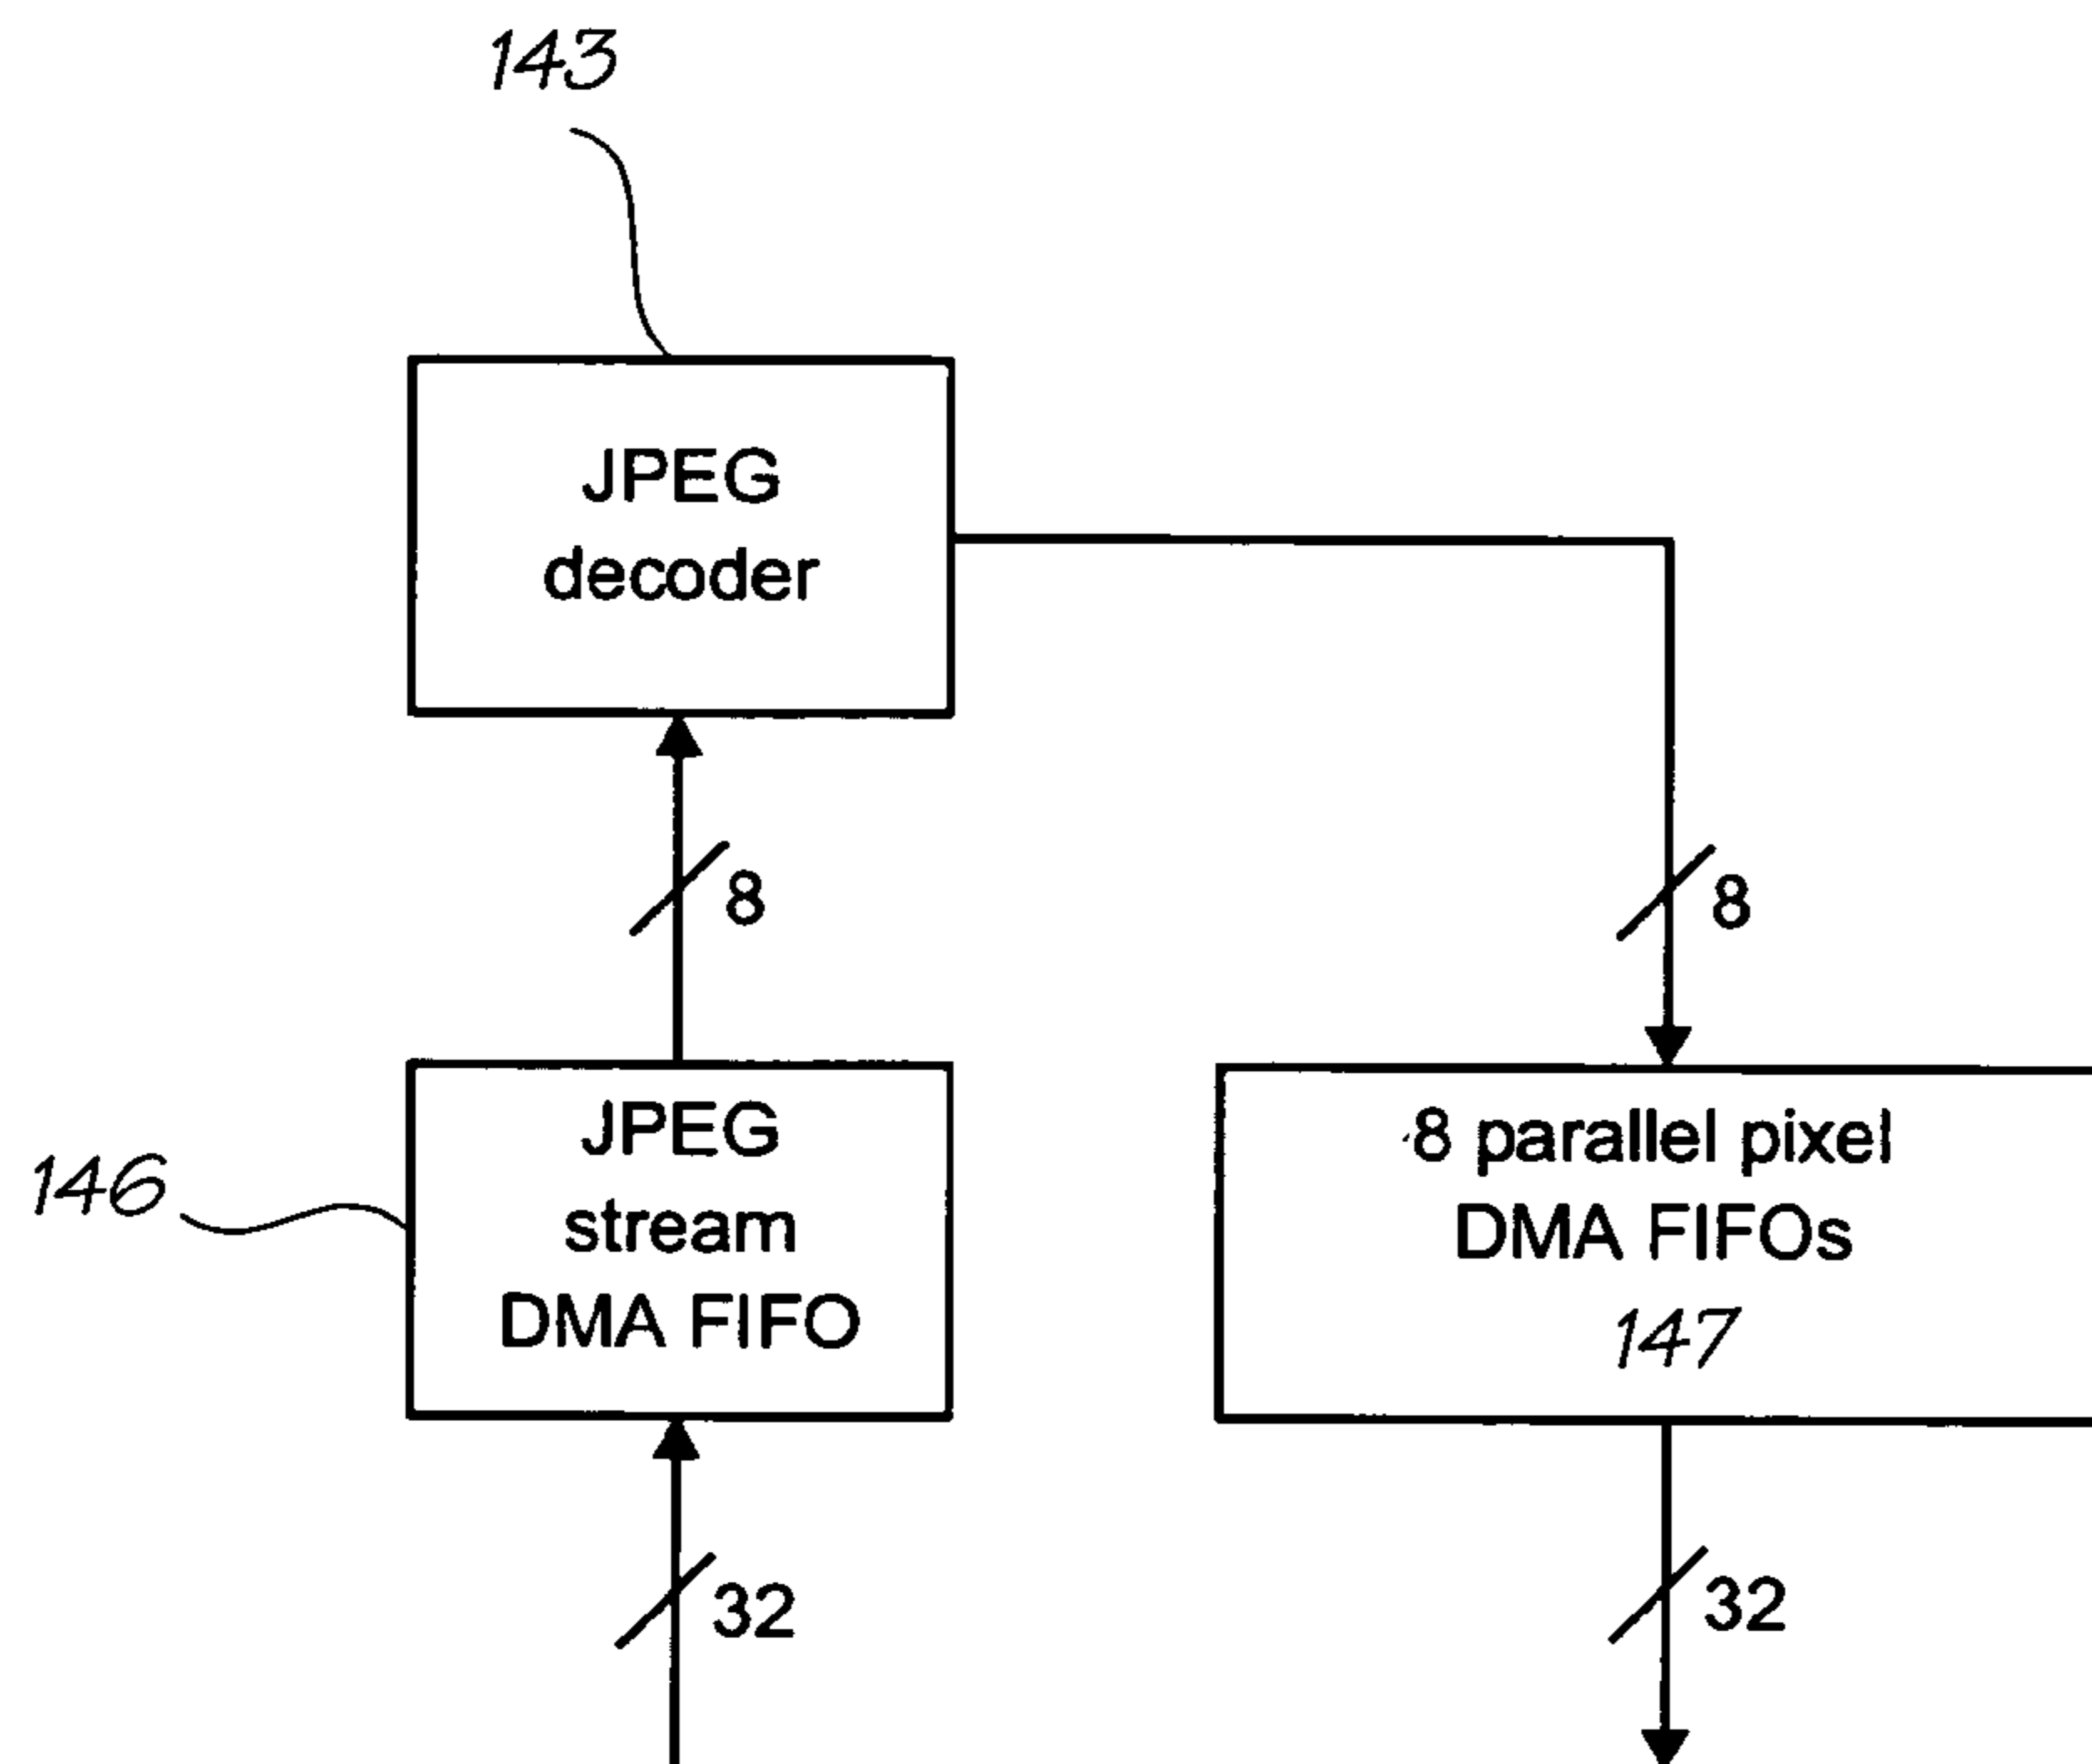 143
JPEG
decoder
8
8
JPEG
stream
DMA FIFO
146
8 parallel pixel
DMA FIFOs
147
32
32